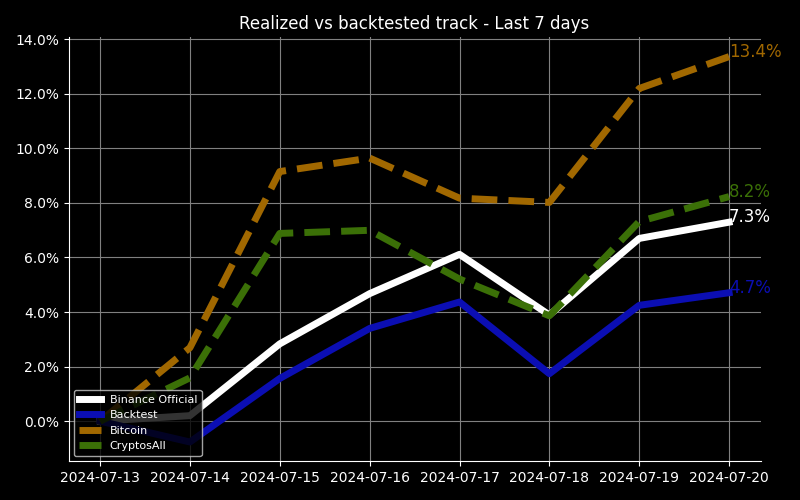 Realized vs backtested track - Last 7 days
14.0%
13.4%
12.0%
10.0%
8.0%
8.2%
7.3%
6.0%
4.7%
4.0%
2.0%
0.0%
Binance Official
Backtest
Bitcoin
CryptosAll
2024-07-13 2024-07-14 2024-07-15 2024-07-16 2024-07-17 2024-07-18 2024-07-19 2024-07-20